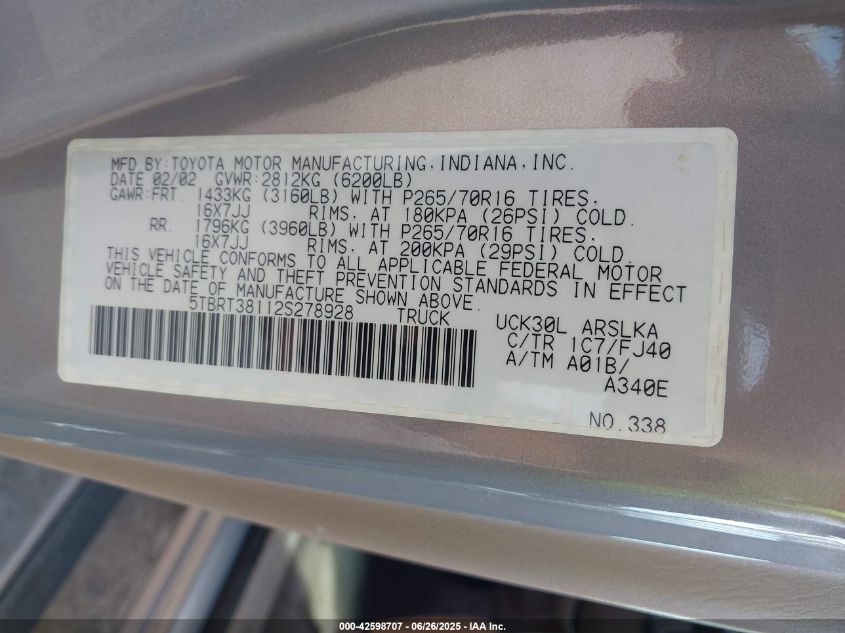 MFD BY: TOYOTA MOTOR MANUFACTURING, INDIANA, INC.
DATE 02/02 GVWR: 2812KG (6200LB)
GAWR: FRT. 1433KG (3160LB) WITH P265/70R16 TIRES,
16X7JJ RIMS, AT 180KPA (26PSI) COLD.
RR. 1796KG (3960LB) WITH P265/70R16 TIRES,
16X7JJ RIMS, AT 200KPA (29PSI) COLD.
THIS VEHICLE CONFORMS TO ALL APPLICABLE FEDERAL MOTOR
VEHICLE SAFETY AND THEFT PREVENTION STANDARDS IN EFFECT
ON THE DATE OF MANUFACTURE SHOWN ABOVE.
5TBRT38112S278928 TRUCK
UCK30L ARSLKA
C/TR 1C7/FJ40
A/TM A01B/
A340E
NO. 338
000-42598707 - 06/26/2025 - IAA Inc.